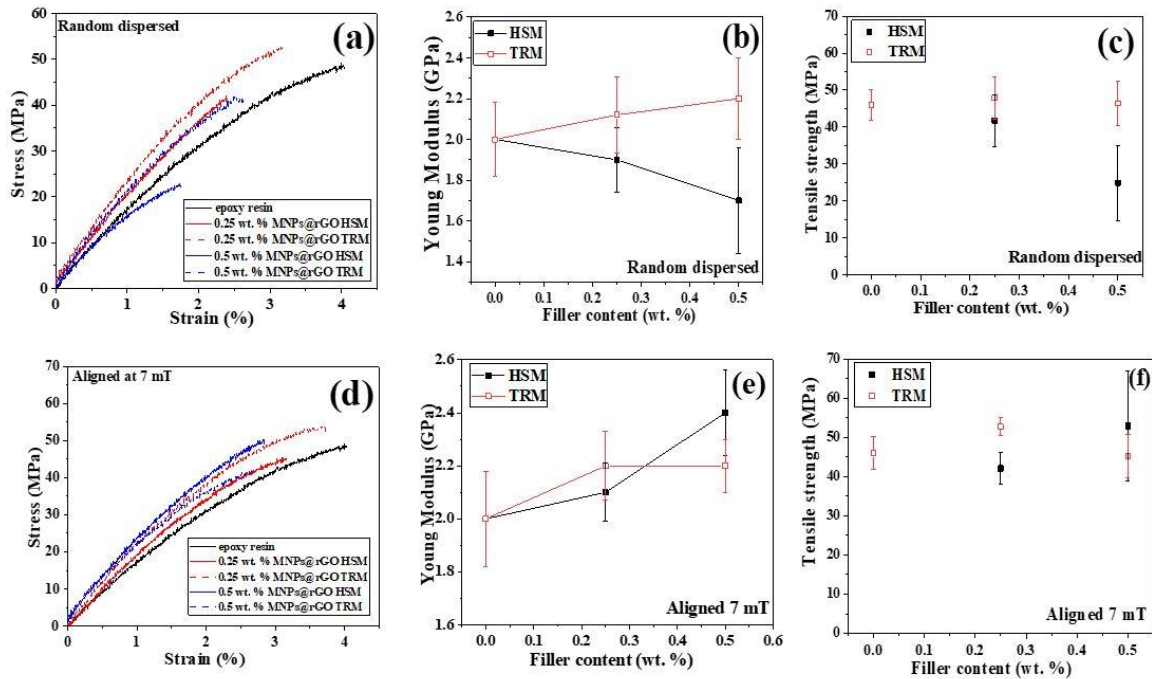 Random dispersed
(a)
Stress (MPa)
60
50
40
30
20
10
0
epoxy resin
0.25 wt. % MNPs@rGO HSM
0.25 wt. % MNPs@rGO TRM
0.5 wt. % MNPs@rGO HSM
0.5 wt. % MNPs@rGO TRM
0 1 2 3 4
Strain (%)
(b)
HSM
TRM
Young Modulus (GPa)
2.6
2.4
2.2
2.0
1.8
1.6
1.4
Random dispersed
0.0 0.1 0.2 0.3 0.4 0.5
Filler content (wt. %)
(c)
HSM
TRM
Tensile strength (MPa)
70
60
50
40
30
20
10
0
Random dispersed
0.0 0.1 0.2 0.3 0.4 0.5
Filler content (wt. %)
Aligned at 7 mT
(d)
Stress (MPa)
70
60
50
40
30
20
10
0
epoxy resin
0.25 wt. % MNPs@rGO HSM
0.25 wt. % MNPs@rGO TRM
0.5 wt. % MNPs@rGO HSM
0.5 wt. % MNPs@rGO TRM
0 1 2 3 4
Strain (%)
(e)
HSM
TRM
Young Modulus (GPa)
2.6
2.4
2.2
2.0
1.8
1.6
Aligned 7 mT
0.0 0.1 0.2 0.3 0.4 0.5 0.6
Filler content (wt. %)
(f)
HSM
TRM
Tensile strength (MPa)
70
60
50
40
30
20
10
0
Aligned 7 mT
0.0 0.1 0.2 0.3 0.4 0.5
Filler content (wt. %)